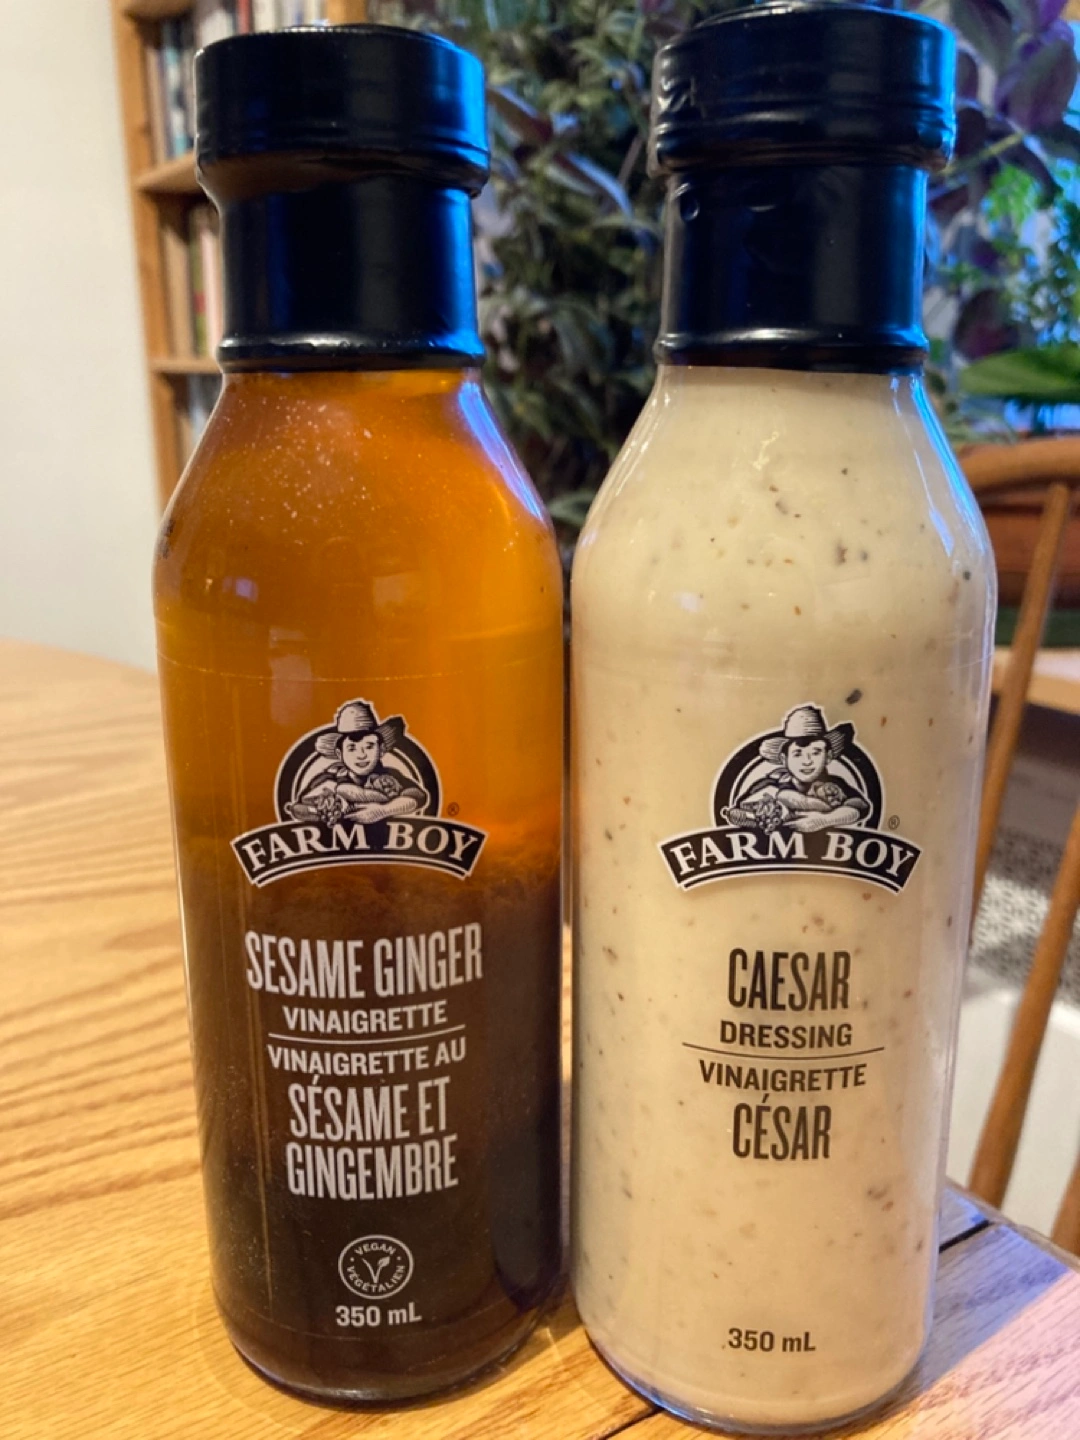 FARM BOY
®
SESAME GINGER
VINAIGRETTE
VINAIGRETTE AU
SÉSAME ET
GINGEMBRE
VEGAN
VÉGÉTALIEN
350 mL
FARM BOY
®
CAESAR
DRESSING
VINAIGRETTE
CÉSAR
350 mL